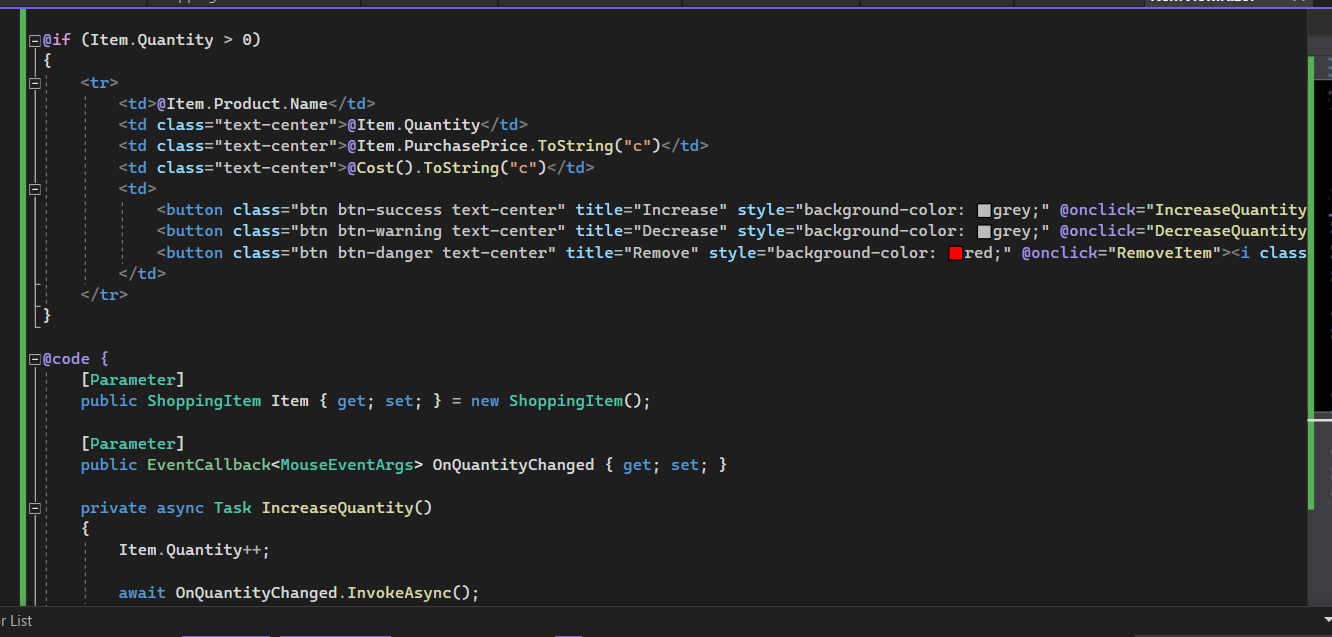 @if (Item.Quantity > 0)
{
<tr>
<td>@Item.Product.Name</td>
<td class="text-center">@Item.Quantity</td>
<td class="text-center">@Item.PurchasePrice.ToString("c")</td>
<td class="text-center">@Cost().ToString("c")</td>
<td>
<button class="btn btn-success text-center" title="Increase" style="background-color: grey;" @onclick="IncreaseQuantity
<button class="btn btn-warning text-center" title="Decrease" style="background-color: grey;" @onclick="DecreaseQuantity
<button class="btn btn-danger text-center" title="Remove" style="background-color: red;" @onclick="RemoveItem"><i class
</td>
</tr>
}
@code {
[Parameter]
public ShoppingItem Item { get; set; } = new ShoppingItem();
[Parameter]
public EventCallback<MouseEventArgs> OnQuantityChanged { get; set; }
private async Task IncreaseQuantity()
{
Item.Quantity++;
await OnQuantityChanged.InvokeAsync();
r List